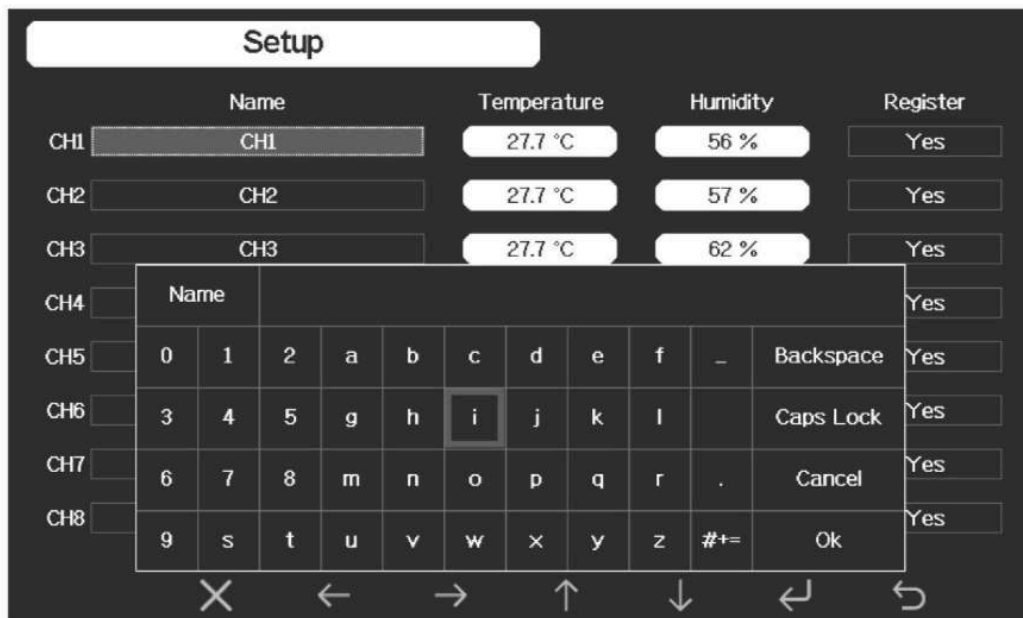 Setup
Name Temperature Humidity Register
CH1 CH1 27.7 °C 56 % Yes
CH2 CH2 27.7 °C 57 % Yes
CH3 CH3 27.7 °C 62 % Yes
CH4 Yes
CH5 Yes
CH6 Yes
CH7 Yes
CH8 Yes
Name
0 1 2 a b c d e f _ Backspace
3 4 5 g h i j k l Caps Lock
6 7 8 m n o p q r . Cancel
9 s t u v w x y z #+= Ok